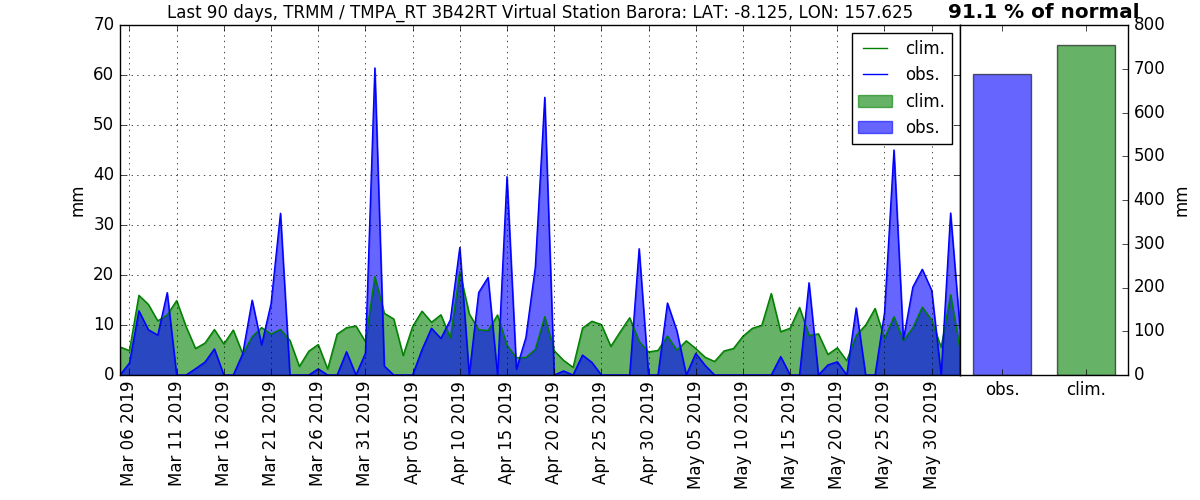 Last 90 days, TRMM / TMPA_RT 3B42RT Virtual Station Barora: LAT: -8.125, LON: 157.625
91.1 % of normal
70
60
50
40
30
20
10
0
mm
clim.
obs.
clim.
obs.
800
700
600
500
400
300
200
100
0
mm
obs.
clim.
Mar 06 2019
Mar 11 2019
Mar 16 2019
Mar 21 2019
Mar 26 2019
Mar 31 2019
Apr 05 2019
Apr 10 2019
Apr 15 2019
Apr 20 2019
Apr 25 2019
Apr 30 2019
May 05 2019
May 10 2019
May 15 2019
May 20 2019
May 25 2019
May 30 2019